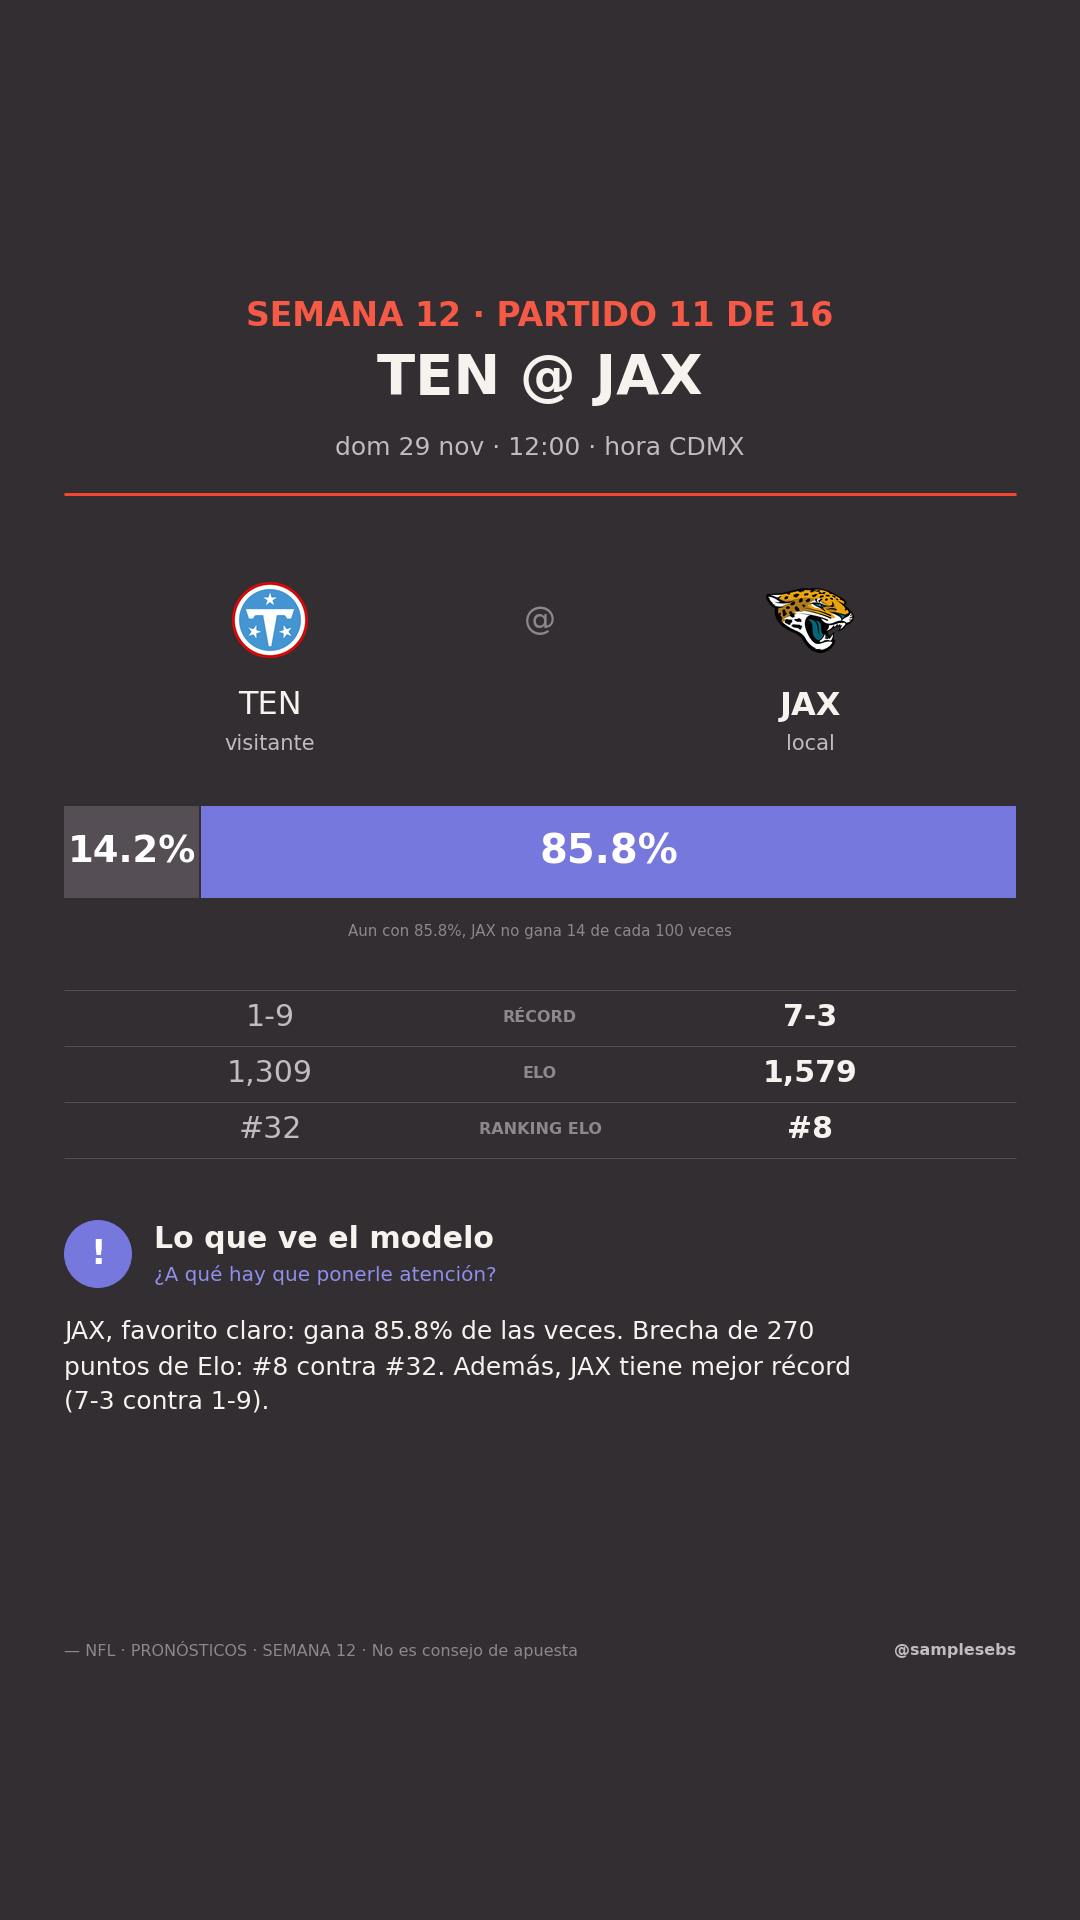 SEMANA 12 · PARTIDO 11 DE 16
TEN @ JAX
dom 29 nov · 12:00 · hora CDMX
@
TEN
JAX
visitante
local
14.2%
85.8%
Aun con 85.8%, JAX no gana 14 de cada 100 veces
1-9 RÉCORD 7-3
1,309 ELO 1,579
#32 RANKING ELO #8
!
Lo que ve el modelo
¿A qué hay que ponerle atención?
JAX, favorito claro: gana 85.8% de las veces. Brecha de 270
puntos de Elo: #8 contra #32. Además, JAX tiene mejor récord
(7-3 contra 1-9).
— NFL · PRONÓSTICOS · SEMANA 12 · No es consejo de apuesta
@samplesebs